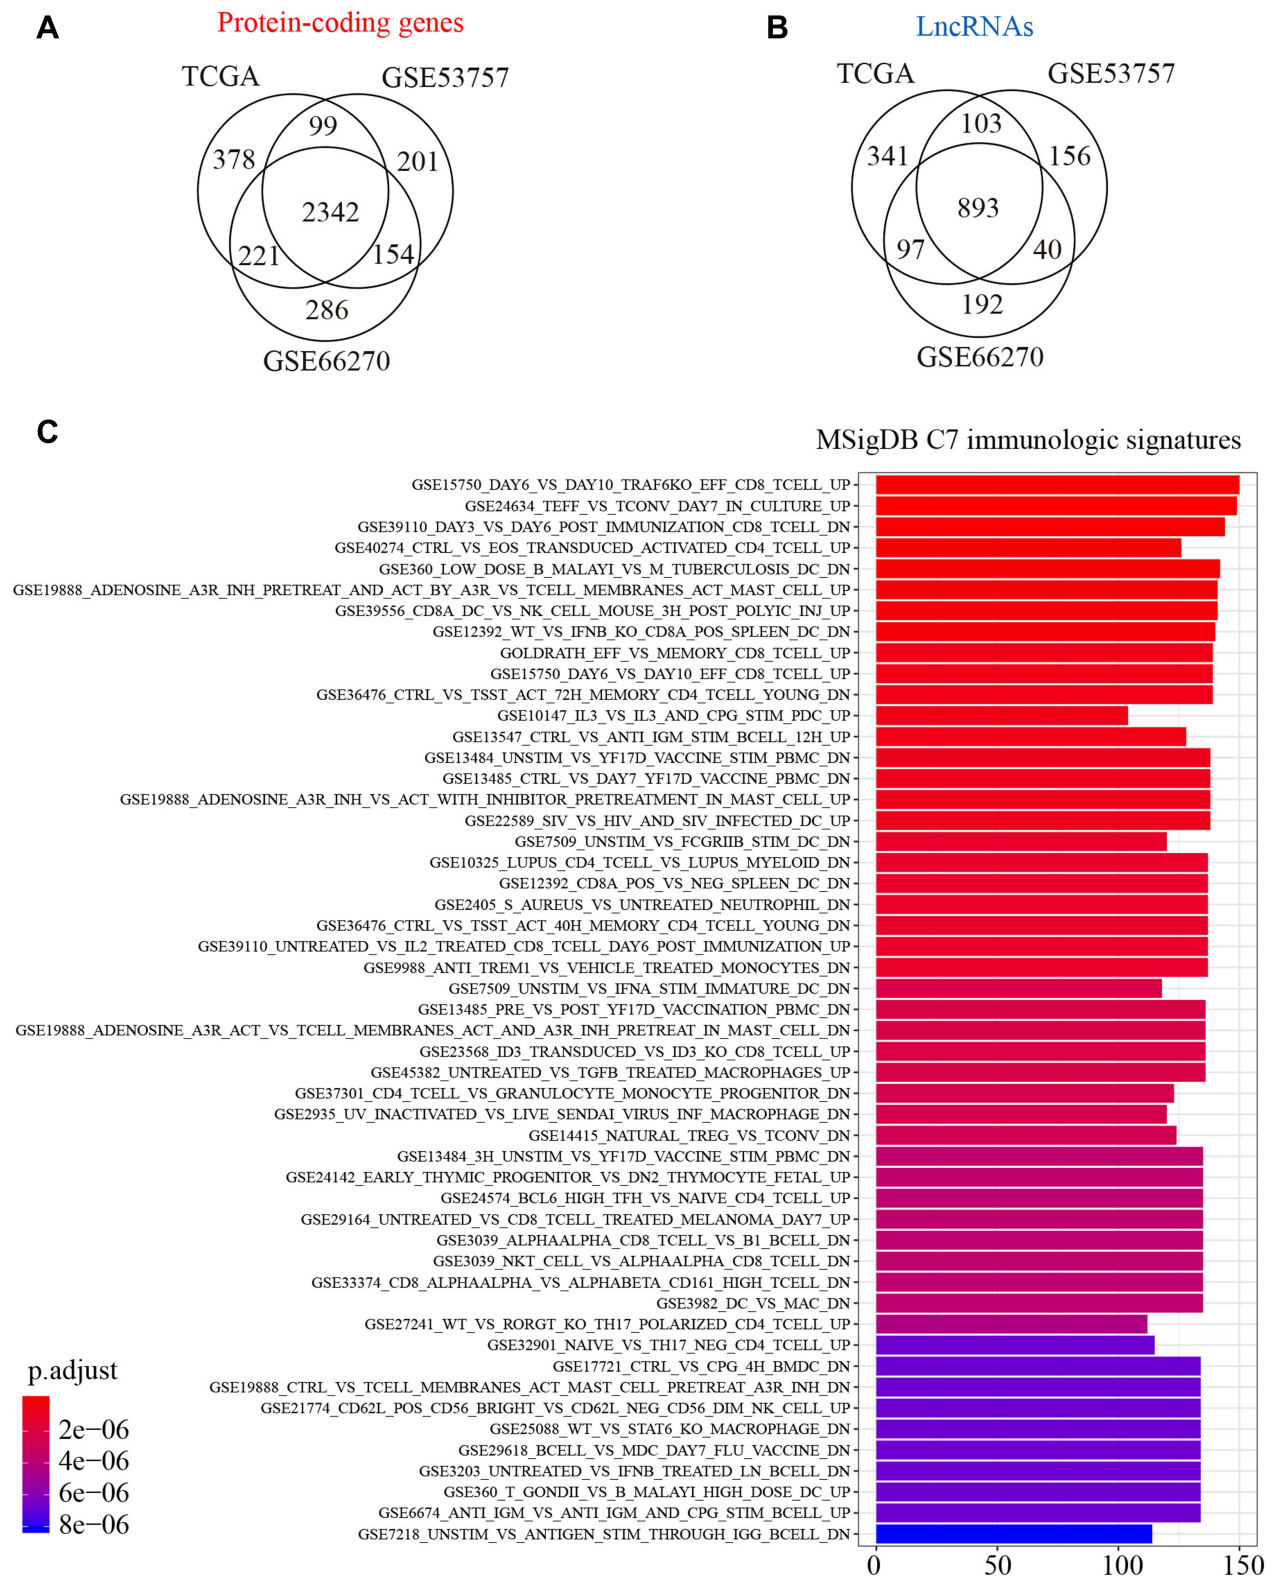 A
Protein-coding genes
TCGA
GSE53757
99
378
201
2342
221
154
286
GSE66270
B
LncRNAs
TCGA
GSE53757
103
341
156
893
97
40
192
GSE66270
C
MSigDB C7 immunologic signatures
GSE15750_DAY6_VS_DAY10_TRAF6KO_EFF_CD8_TCELL_UP
GSE24634_TEFF_VS_TCONV_DAY7_IN_CULTURE_UP
GSE39110_DAY3_VS_DAY6_POST_IMMUNIZATION_CD8_TCELL_DN
GSE40274_CTRL_VS_EOS_TRANSDUCED_ACTIVATED_CD4_TCELL_UP
GSE360_LOW_DOSE_B_MALAYI_VS_M_TUBERCULOSIS_DC_DN
GSE19888_ADENOSINE_A3R_INH_PRETREAT_AND_ACT_BY_A3R_VS_TCELL_MEMBRANES_ACT_MAST_CELL_UP
GSE39556_CD8A_DC_VS_NK_CELL_MOUSE_3H_POST_POLYIC_INJ_UP
GSE12392_WT_VS_IFNB_KO_CD8A_POS_SPLEEN_DC_DN
GOLDRATH_EFF_VS_MEMORY_CD8_TCELL_UP
GSE15750_DAY6_VS_DAY10_EFF_CD8_TCELL_UP
GSE36476_CTRL_VS_TSST_ACT_72H_MEMORY_CD4_TCELL_YOUNG_DN
GSE10147_IL3_VS_IL3_AND_CPG_STIM_PDC_UP
GSE13547_CTRL_VS_ANTI_IGM_STIM_BCELL_12H_UP
GSE13484_UNSTIM_VS_YF17D_VACCINE_STIM_PBMC_DN
GSE13485_CTRL_VS_DAY7_YF17D_VACCINE_PBMC_DN
GSE19888_ADENOSINE_A3R_INH_VS_ACT_WITH_INHIBITOR_PRETREATMENT_IN_MAST_CELL_UP
GSE22589_SIV_VS_HIV_AND_SIV_INFECTED_DC_UP
GSE7509_UNSTIM_VS_FCGRIIB_STIM_DC_DN
GSE10325_LUPUS_CD4_TCELL_VS_LUPUS_MYELOID_DN
GSE12392_CD8A_POS_VS_NEG_SPLEEN_DC_DN
GSE2405_S_AUREUS_VS_UNTREATED_NEUTROPHIL_DN
GSE36476_CTRL_VS_TSST_ACT_40H_MEMORY_CD4_TCELL_YOUNG_DN
GSE39110_UNTREATED_VS_IL2_TREATED_CD8_TCELL_DAY6_POST_IMMUNIZATION_UP
GSE9988_ANTI_TREM1_VS_VEHICLE_TREATED_MONOCYTES_DN
GSE7509_UNSTIM_VS_IFNA_STIM_IMMATURE_DC_DN
GSE13485_PRE_VS_POST_YF17D_VACCINATION_PBMC_DN
GSE19888_ADENOSINE_A3R_ACT_VS_TCELL_MEMBRANES_ACT_AND_A3R_INH_PRETREAT_IN_MAST_CELL_DN
GSE23568_ID3_TRANSDUCED_VS_ID3_KO_CD8_TCELL_UP
GSE45382_UNTREATED_VS_TGFB_TREATED_MACROPHAGES_UP
GSE37301_CD4_TCELL_VS_GRANULOCYTE_MONOCYTE_PROGENITOR_DN
GSE2935_UV_INACTIVATED_VS_LIVE_SENDAI_VIRUS_INF_MACROPHAGE_DN
GSE14415_NATURAL_TREG_VS_TCONV_DN
GSE13484_3H_UNSTIM_VS_YF17D_VACCINE_STIM_PBMC_DN
GSE24142_EARLY_THYMIC_PROGENITOR_VS_DN2_THYMOCYTE_FETAL_UP
GSE24574_BCL6_HIGH_TFH_VS_NAIVE_CD4_TCELL_UP
GSE29164_UNTREATED_VS_CD8_TCELL_TREATED_MELANOMA_DAY7_UP
GSE3039_ALPHAALPHA_CD8_TCELL_VS_B1_BCELL_DN
GSE3039_NKT_CELL_VS_ALPHAALPHA_CD8_TCELL_DN
GSE33374_CD8_ALPHAALPHA_VS_ALPHABETA_CD161_HIGH_TCELL_DN
GSE3982_DC_VS_MAC_DN
GSE27241_WT_VS_RORGT_KO_TH17_POLARIZED_CD4_TCELL_UP
GSE32901_NAIVE_VS_TH17_NEG_CD4_TCELL_UP
GSE17721_CTRL_VS_CPG_4H_BMDC_DN
GSE19888_CTRL_VS_TCELL_MEMBRANES_ACT_MAST_CELL_PRETREAT_A3R_INH_DN
GSE21774_CD62L_POS_CD56_BRIGHT_VS_CD62L_NEG_CD56_DIM_NK_CELL_UP
GSE25088_WT_VS_STAT6_KO_MACROPHAGE_DN
GSE29618_BCELL_VS_MDC_DAY7_FLU_VACCINE_DN
GSE3203_UNTREATED_VS_IFNB_TREATED_LN_BCELL_DN
GSE360_T_GONDII_VS_B_MALAYI_HIGH_DOSE_DC_UP
GSE6674_ANTI_IGM_VS_ANTI_IGM_AND_CPG_STIM_BCELL_UP
GSE7218_UNSTIM_VS_ANTIGEN_STIM_THROUGH_IGG_BCELL_DN
0 50 100 150
p.adjust
2e−06
4e−06
6e−06
8e−06